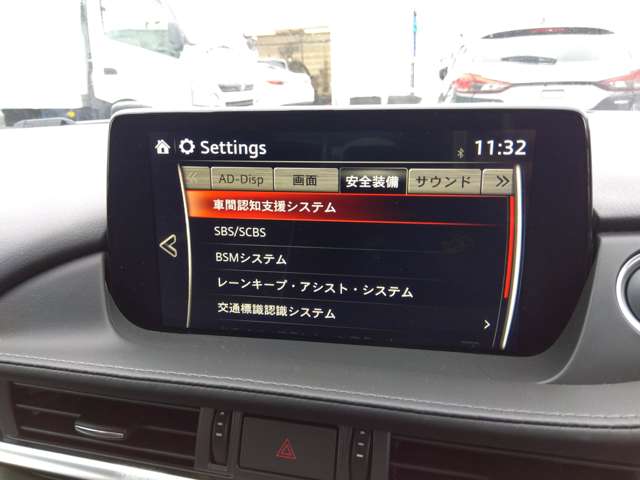 Settings 11:32
AD-Disp 画面 安全装備 サウンド
車間認知支援システム
SBS/SCBS
BSMシステム
レーンキープ・アシスト・システム
交通標識認識システム